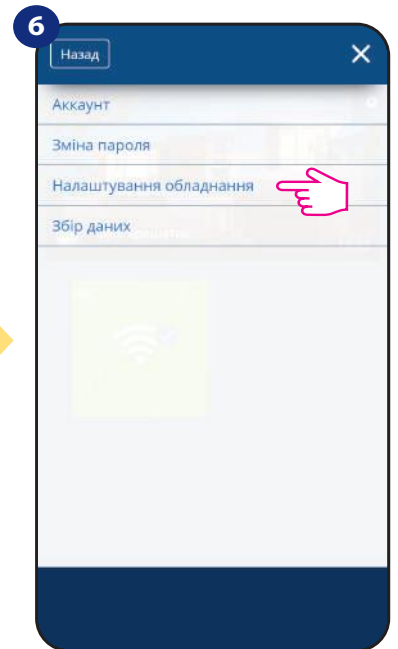 6
Назад
Аккаунт
Зміна пароля
Налаштування обладнання
Збір даних